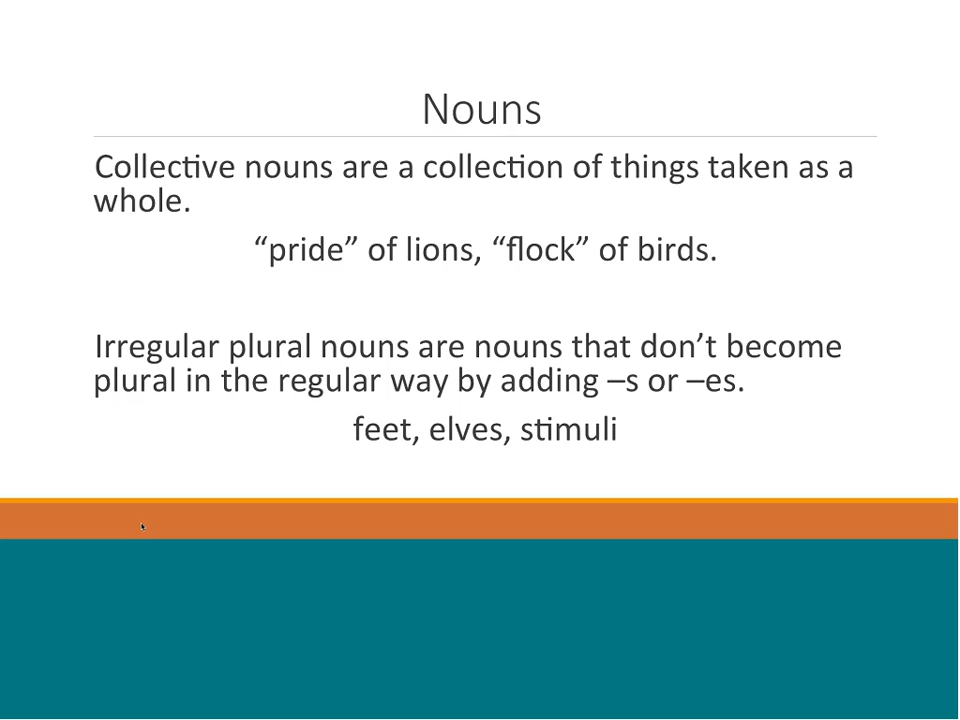 Nouns
Collective nouns are a collection of things taken as a
whole.
“pride” of lions, “flock” of birds.
Irregular plural nouns are nouns that don’t become
plural in the regular way by adding –s or –es.
feet, elves, stimuli